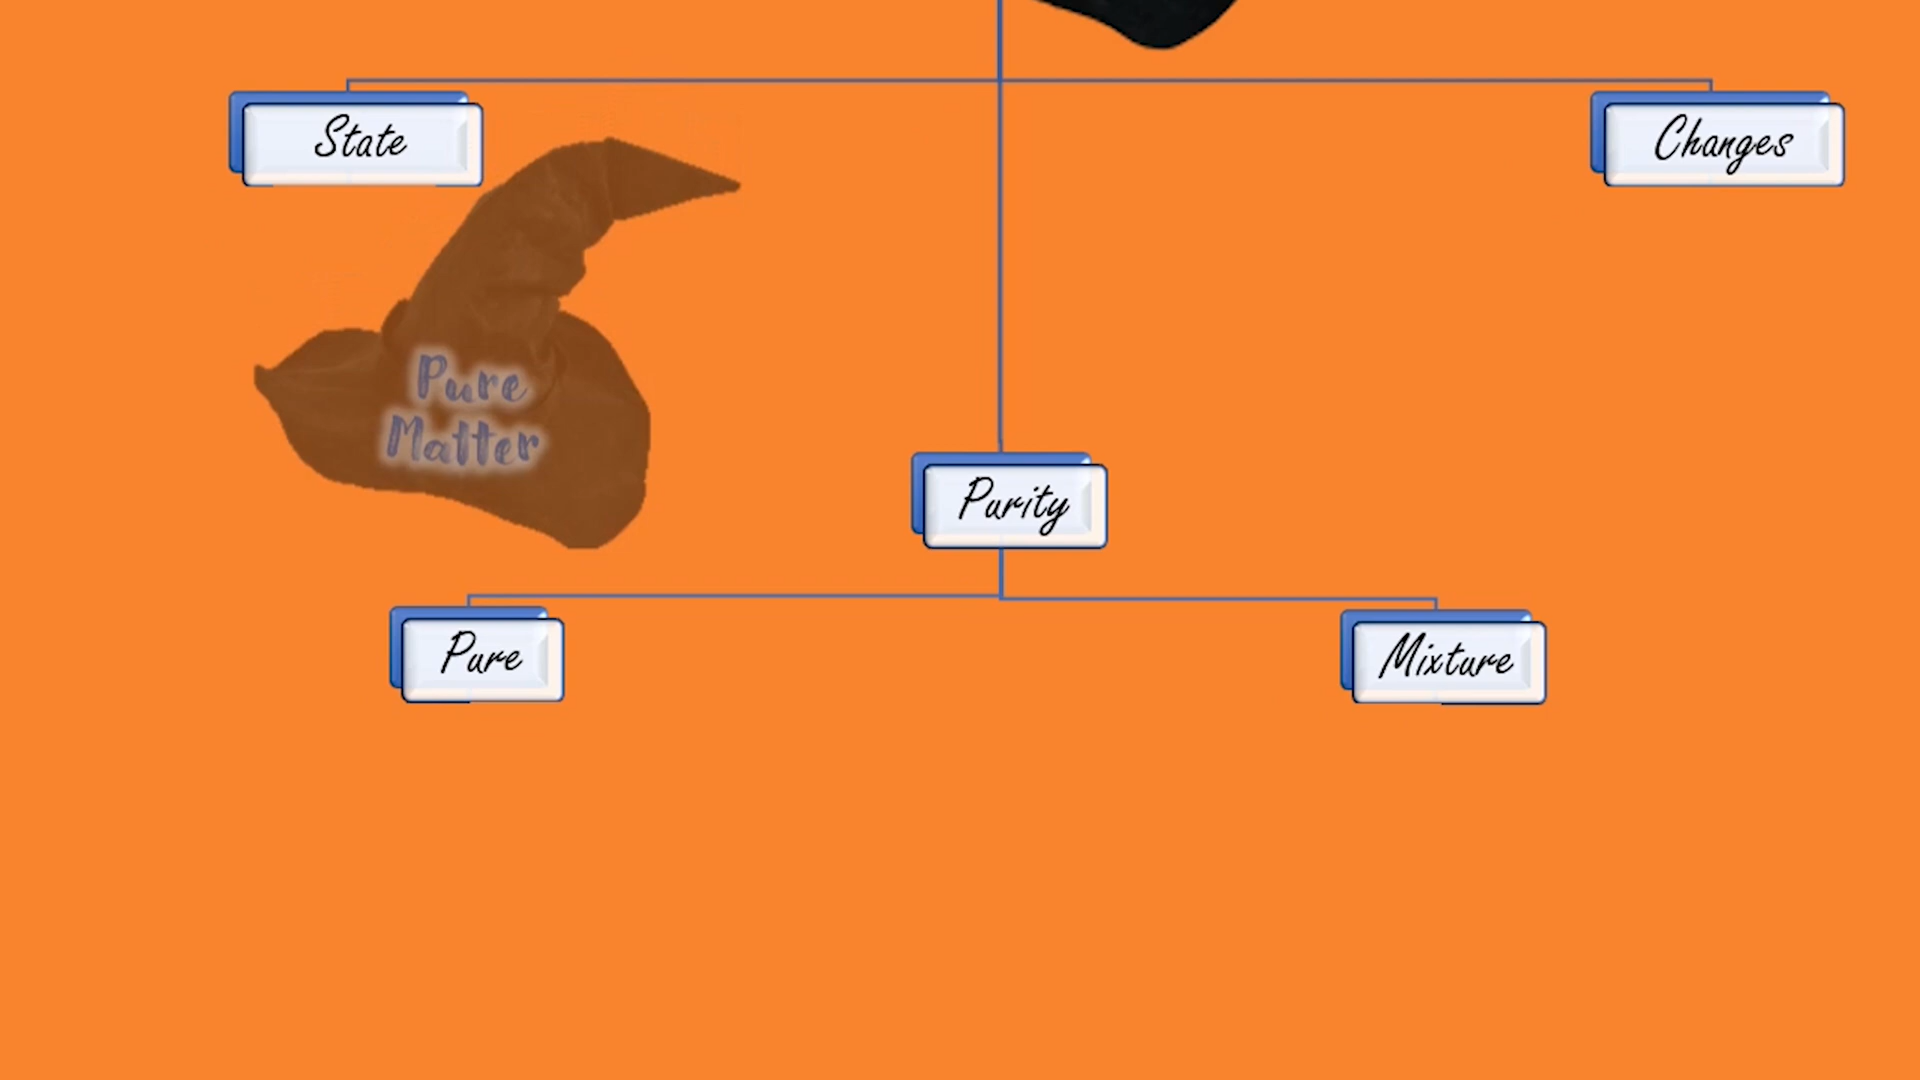 State
Changes
Pure
Matter
Purity
Pure
Mixture